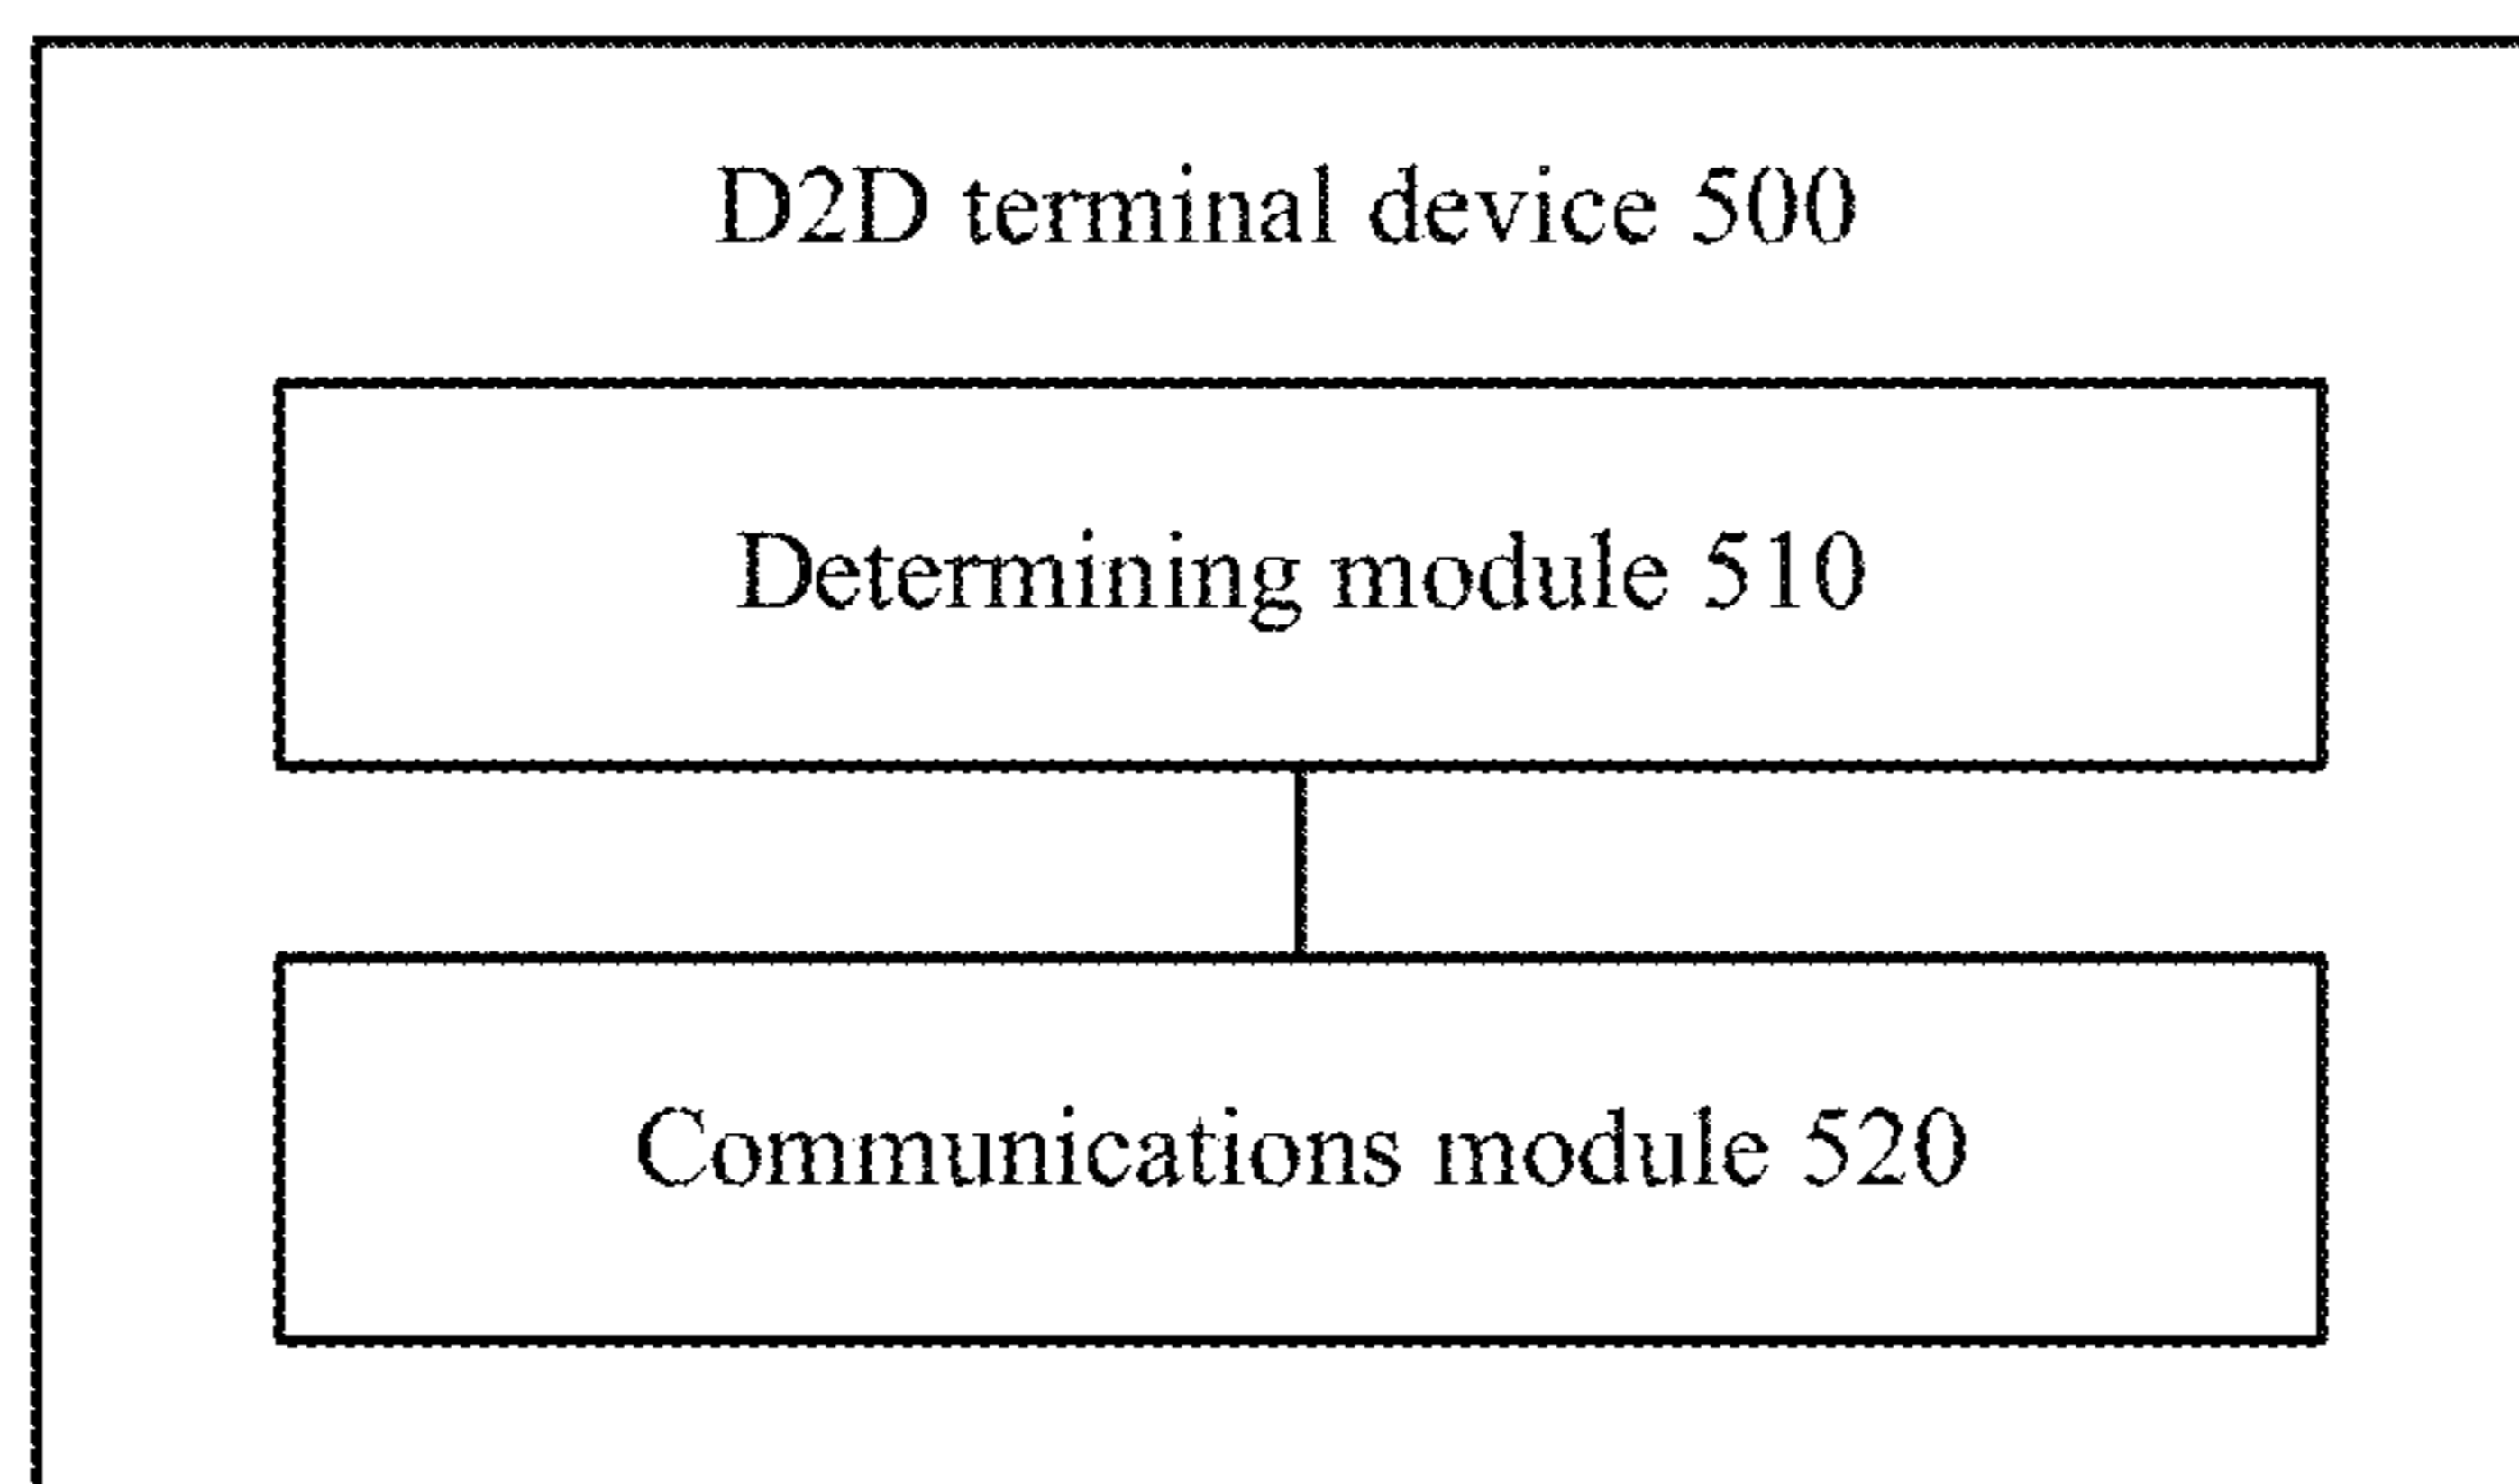 D2D terminal device 500
Determining module 510
Communications module 520